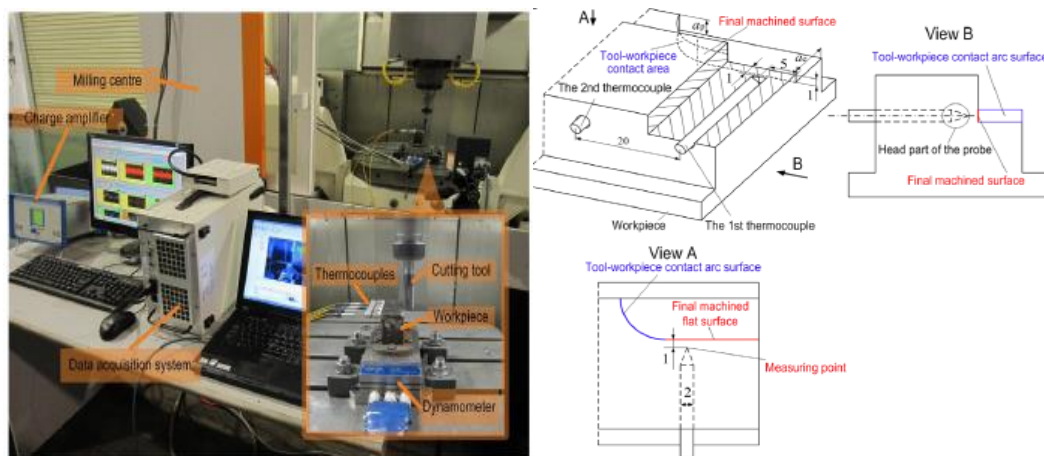 Milling centre
Charge amplifier
Thermocouples
Cutting tool
Workpiece
Data acquisition system
Dynamometer
A
Final machined surface
Tool-workpiece
contact area
The 2nd thermocouple
1
5
1
20
B
Workpiece
The 1st thermocouple
View B
Tool-workpiece contact arc surface
Head part of the probe
Final machined surface
View A
Tool-workpiece contact arc surface
Final machined
flat surface
1
Measuring point
2